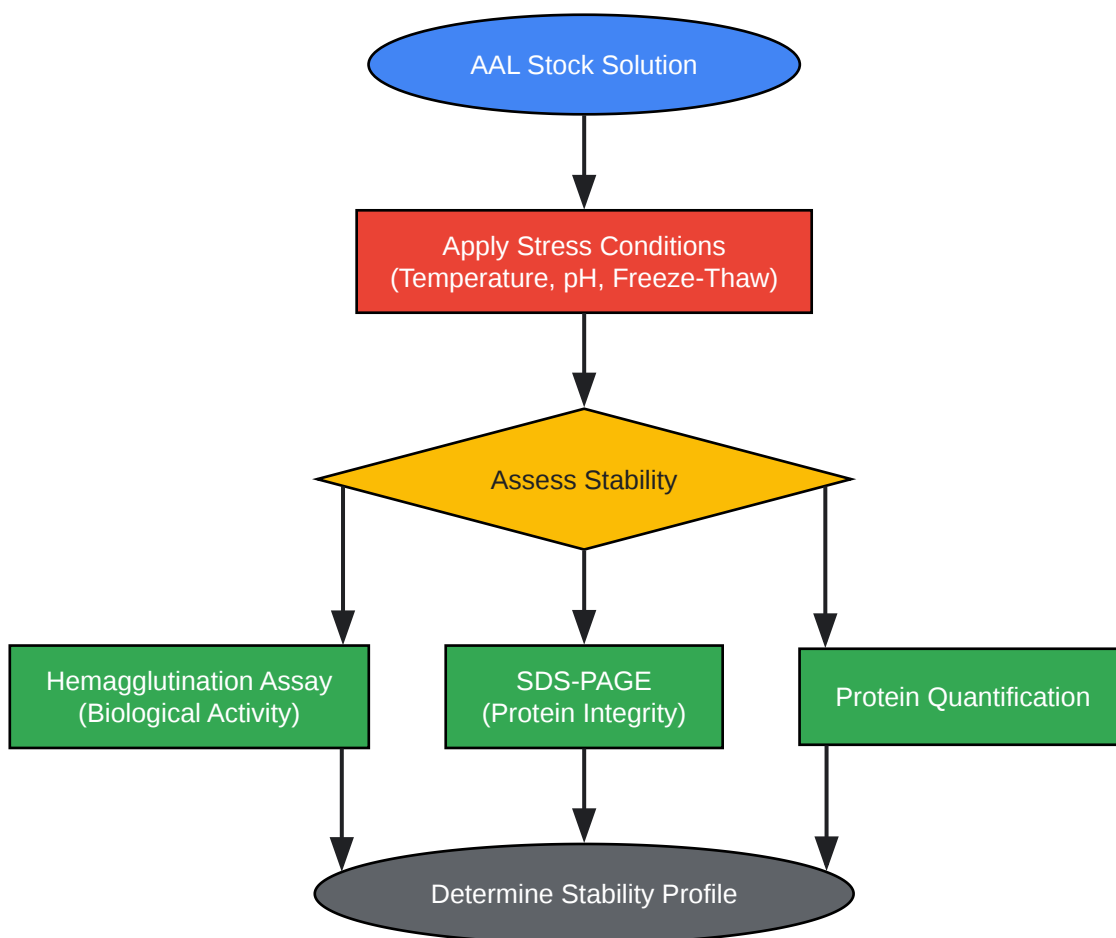 AAL Stock Solution
Apply Stress Conditions
(Temperature, pH, Freeze-Thaw)
Assess Stability
Hemagglutination Assay
(Biological Activity)
SDS-PAGE
(Protein Integrity)
Protein Quantification
Determine Stability Profile